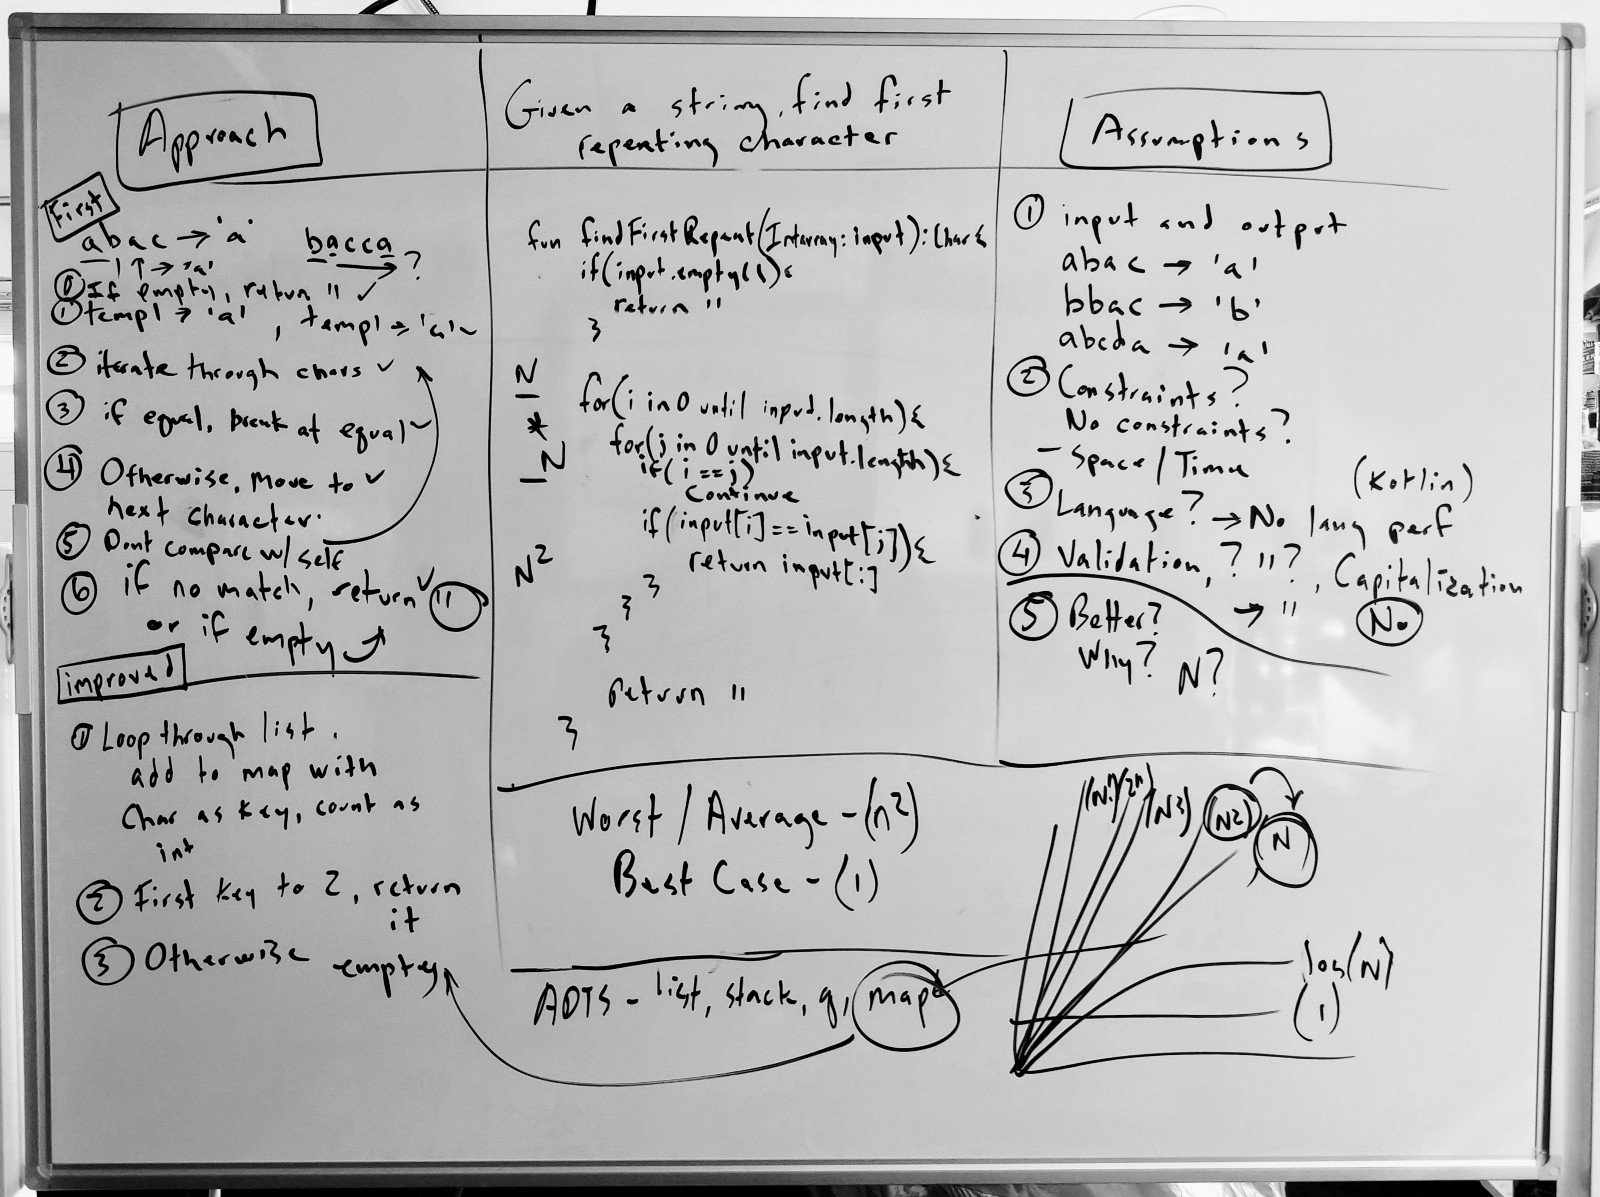 Approach
First
abac → 'a'
bacca
?
→ 'a'
⓪ If empty, return '' ✓
① temp1 → 'a', temp1 → 'a' ✓
② iterate through chars ✓
③ if equal, break at equal ✓
④ Otherwise, move to ✓
next character.
⑤ Dont compare w/ self
⑥ if no match, return ✓ ''
or if empty
improved
① Loop through list.
add to map with
Char as key, count as
int
② First key to 2, return
it
③ Otherwise empty
Given a string, find first
repeating character
fun findFirstRepeat(Intarray: input): Char{
if(input.empty()){
return ''
}
for(i in 0 until input.length){
for(j in 0 until input.length){
if(i == j)
continue
if(input[i] == input[j]){
return input[i]
}
}
}
return ''
}
N
*
N
N²
Worst / Average - (n²)
Best Case - (1)
ADTS - list, stack, q, map
Assumptions
① input and output
abac → 'a'
bbac → 'b'
abcda → 'a'
② Constraints?
No constraints?
- Space/Time
③ Language? → No lang perf
(Kotlin)
④ Validation, ? ''?, Capitalization
→ ''
No
⑤ Better?
Why? N?
(N!) (2ⁿ) (N³) (N²) N
log(N)
(1)